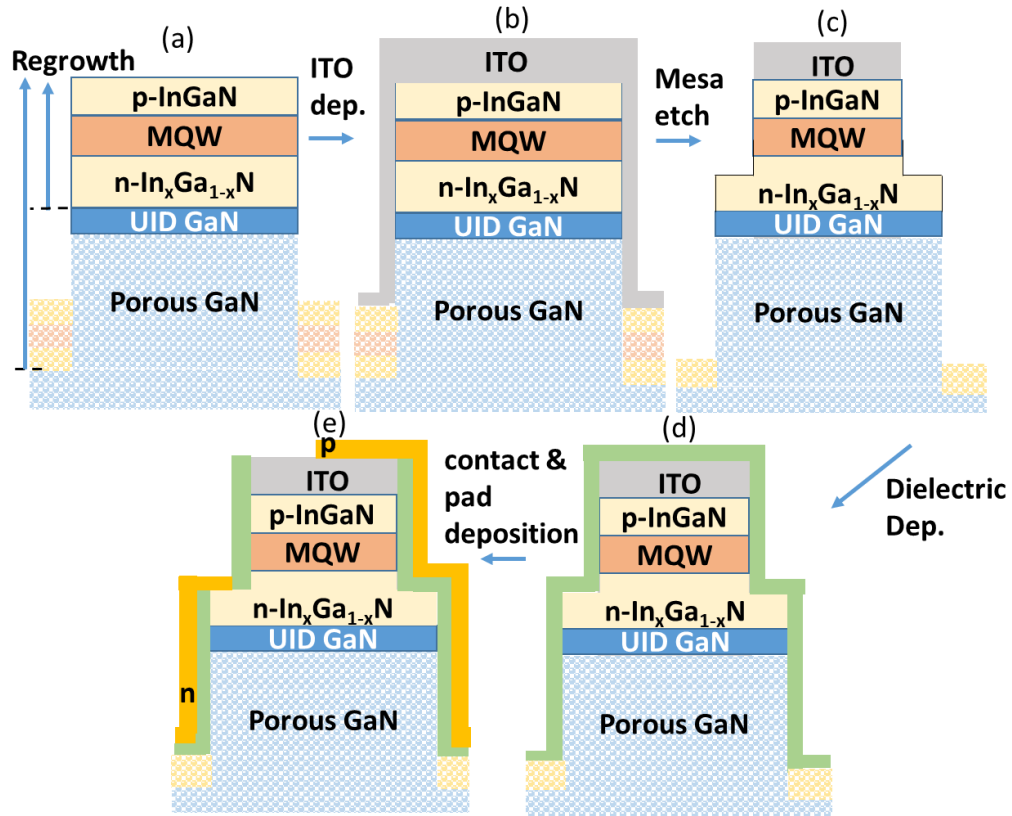 (a)
Regrowth
p-InGaN
MQW
n-InₓGa₁₋ₓN
UID GaN
Porous GaN
ITO
dep.
(b)
ITO
p-InGaN
MQW
n-InₓGa₁₋ₓN
UID GaN
Porous GaN
Mesa
etch
(c)
ITO
p-InGaN
MQW
n-InₓGa₁₋ₓN
UID GaN
Porous GaN
Dielectric
Dep.
(d)
ITO
p-InGaN
MQW
n-InₓGa₁₋ₓN
UID GaN
Porous GaN
contact &
pad
deposition
(e)
p
ITO
p-InGaN
MQW
n-InₓGa₁₋ₓN
UID GaN
n
Porous GaN